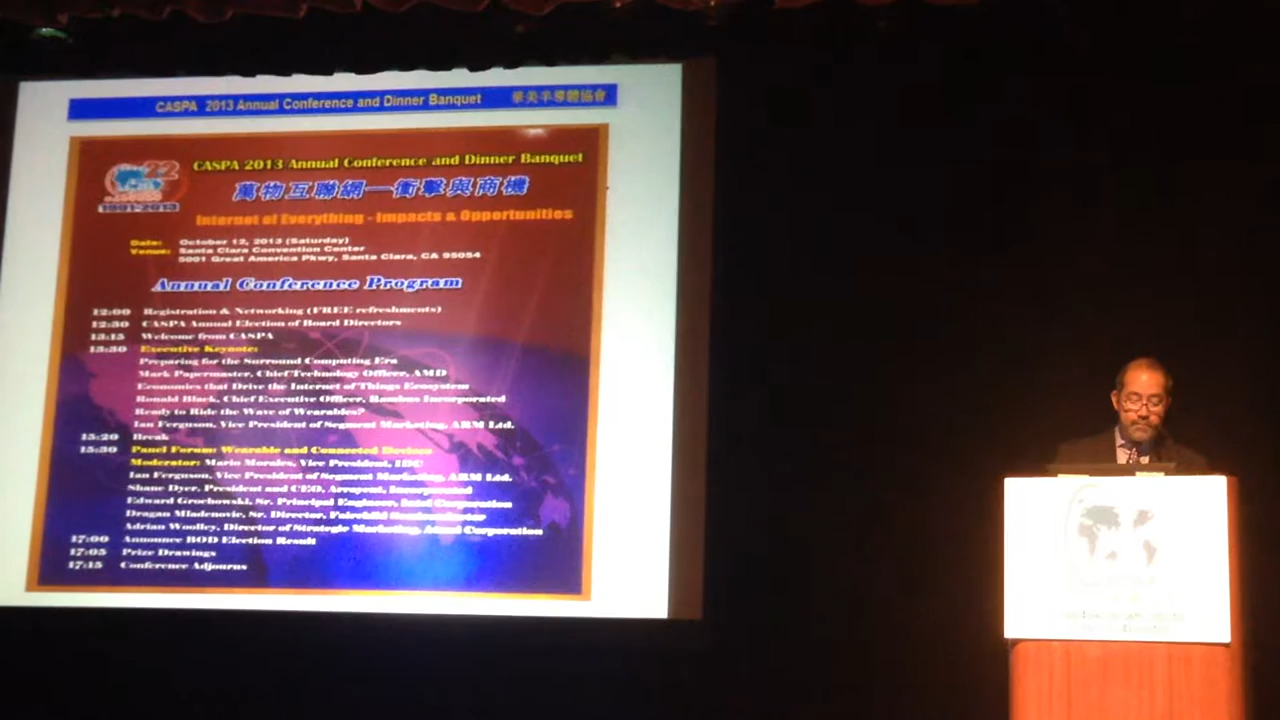 CASPA 2013 Annual Conference and Dinner Banquet 華美半導體協會
22
1991-2013
CASPA 2013 Annual Conference and Dinner Banquet
萬物互聯網—衝擊與商機
Internet of Everything - Impacts & Opportunities
Date: October 12, 2013 (Saturday)
Venue: Santa Clara Convention Center
5001 Great America Pkwy, Santa Clara, CA 95054
Annual Conference Program
12:00 Registration & Networking (FREE refreshments)
12:30 CASPA Annual Election of Board Directors
13:15 Welcome from CASPA
13:30 Executive Keynote:
Preparing for the Surround Computing Era
Mark Papermaster, Chief Technology Officer, AMD
Economics that Drive the Internet of Things Ecosystem
Ronald Black, Chief Executive Officer, Rambus Incorporated
Ready to Ride the Wave of Wearables?
Ian Ferguson, Vice President of Segment Marketing, ARM Ltd.
15:20 Break
15:30 Panel Forum: Wearable and Connected Devices
Moderator: Mario Morales, Vice President, IDC
Ian Ferguson, Vice President of Segment Marketing, ARM Ltd.
Shane Dyer, President and CEO, Arrayent, Incorporated
Edward Grochowski, Sr. Principal Engineer, Intel Corporation
Dragan Mladenovic, Sr. Director, Fairchild Semiconductor
Adrian Woolley, Director of Strategic Marketing, Atmel Corporation
17:00 Announce BOD Election Result
17:05 Prize Drawings
17:15 Conference Adjourns